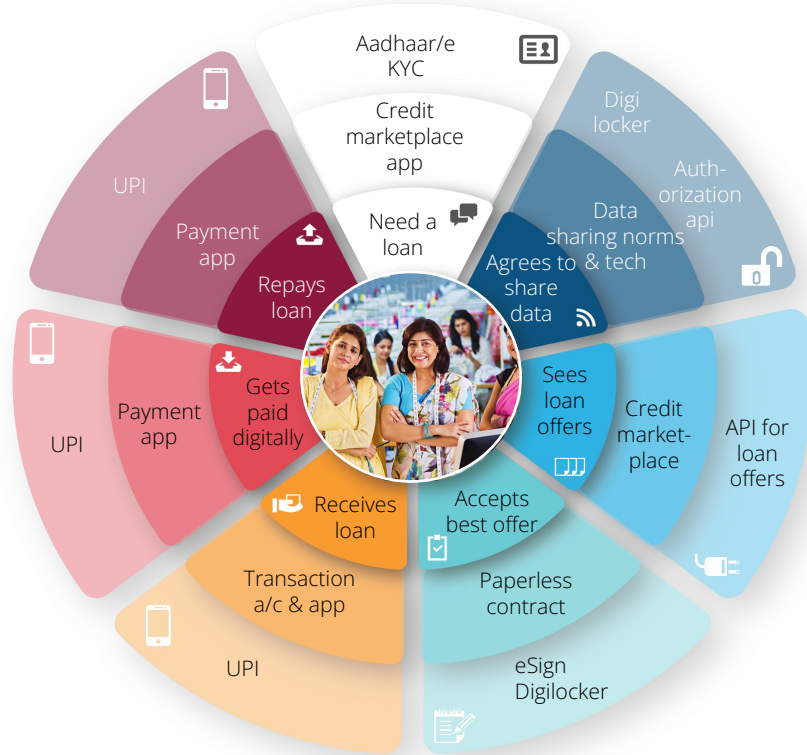 Aadhaar/e
KYC
Credit
marketplace
app
Need a
loan
Digi
locker
Auth-
orization
api
Data
sharing norms
& tech
Agrees to
share
data
Sees
loan
offers
Credit
market-
place
API for
loan
offers
Accepts
best offer
Paperless
contract
eSign
Digilocker
Receives
loan
Transaction
a/c & app
UPI
Gets
paid
digitally
Payment
app
UPI
Repays
loan
Payment
app
UPI